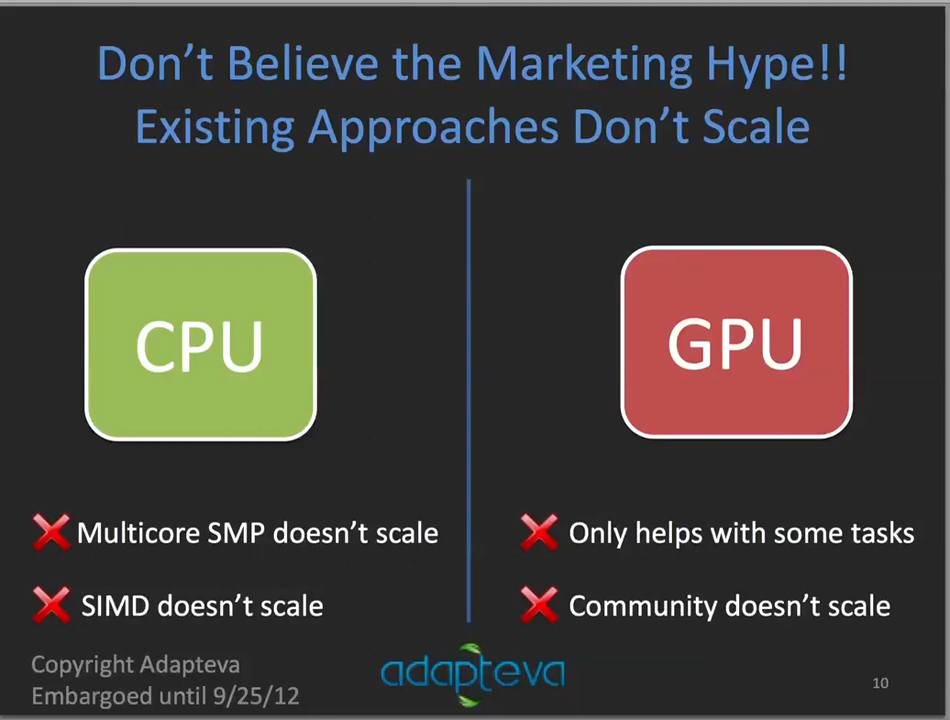 Don't Believe the Marketing Hype!!
Existing Approaches Don't Scale
CPU
GPU
Multicore SMP doesn't scale
SIMD doesn't scale
Only helps with some tasks
Community doesn't scale
Copyright Adapteva
Embargoed until 9/25/12
adapteva
10